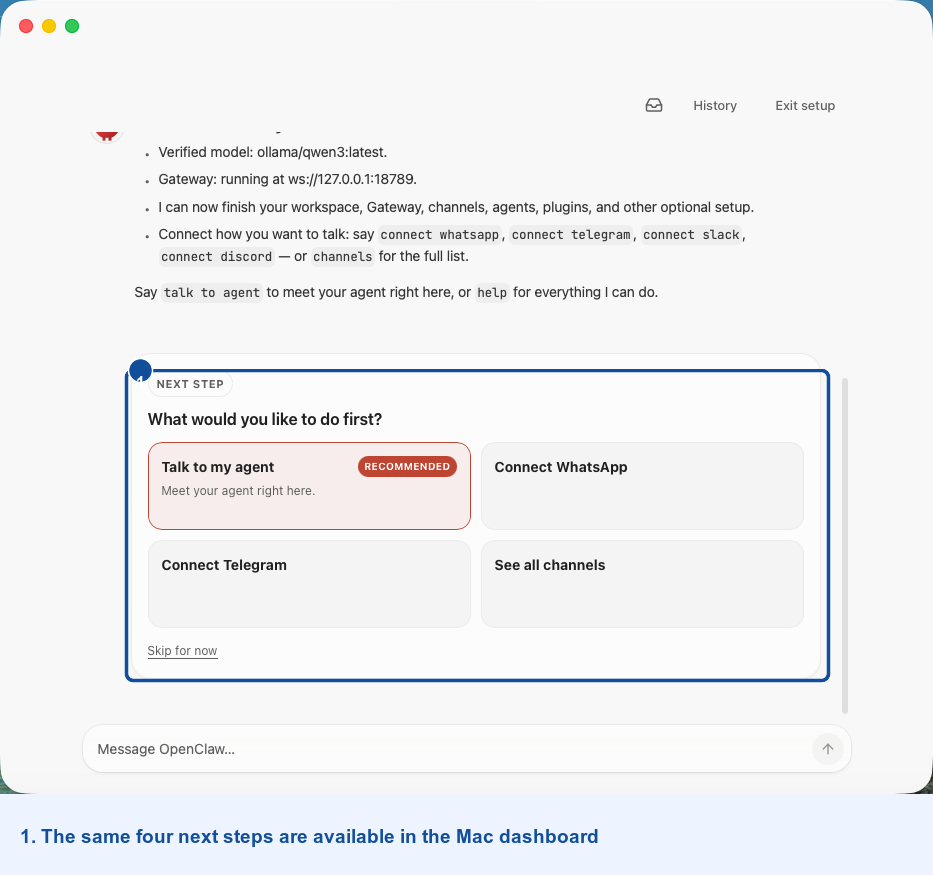 History
Exit setup
Verified model: ollama/qwen3:latest.
Gateway: running at ws://127.0.0.1:18789.
I can now finish your workspace, Gateway, channels, agents, plugins, and other optional setup.
Connect how you want to talk: say connect whatsapp, connect telegram, connect slack,
connect discord — or channels for the full list.
Say talk to agent to meet your agent right here, or help for everything I can do.
NEXT STEP
What would you like to do first?
Talk to my agent
RECOMMENDED
Meet your agent right here.
Connect WhatsApp
Connect Telegram
See all channels
Skip for now
Message OpenClaw...
1. The same four next steps are available in the Mac dashboard